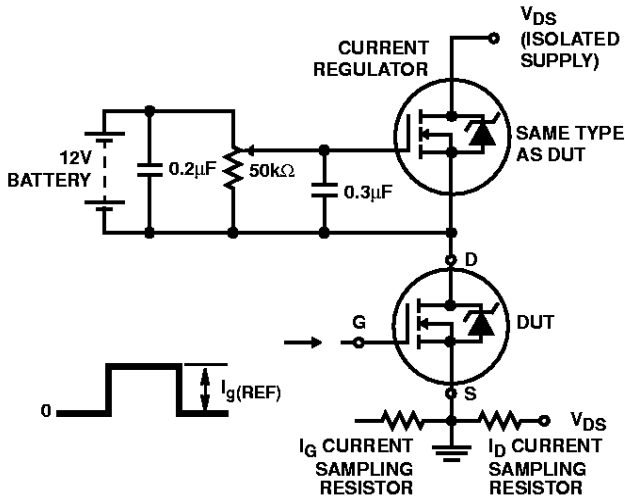 V_DS
(ISOLATED
SUPPLY)
CURRENT
REGULATOR
SAME TYPE
AS DUT
12V
BATTERY
0.2µF
50kΩ
0.3µF
D
G
DUT
I_g(REF)
0
S
V_DS
I_G CURRENT
SAMPLING
RESISTOR
I_D CURRENT
SAMPLING
RESISTOR